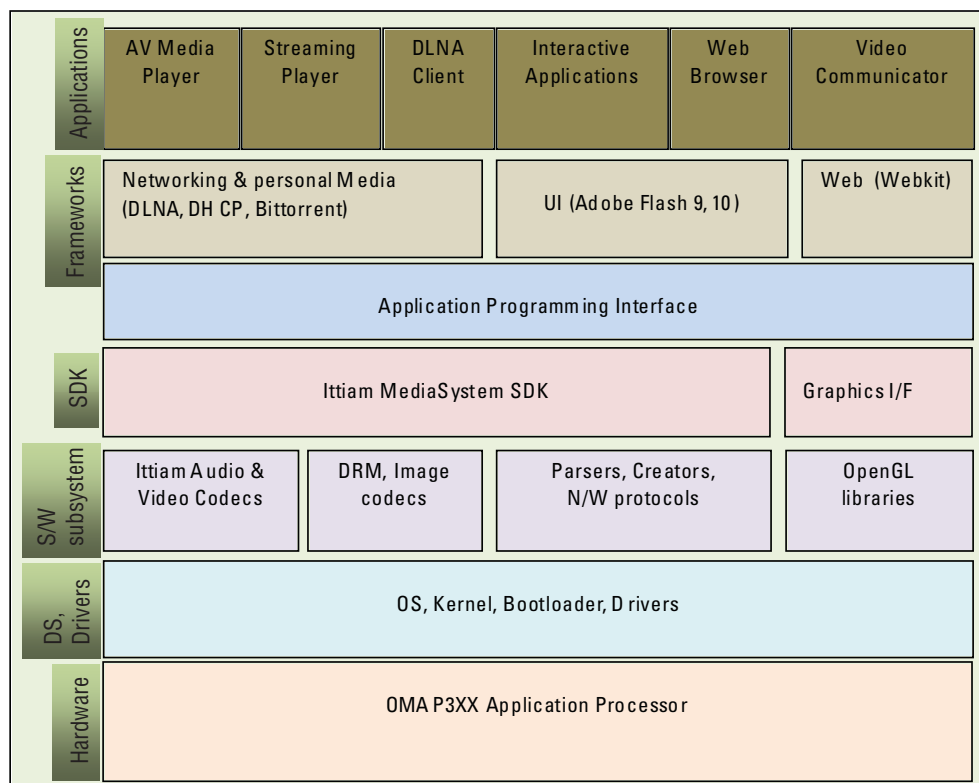 Applications
AV Media
Player
Streaming
Player
DLNA
Client
Interactive
Applications
Web
Browser
Video
Communicator
Frameworks
Networking & personal Media
(DLNA, DH CP, Bittorrent)
UI (Adobe Flash 9, 10)
Web (Webkit)
Application Programming Interface
SDK
Ittiam MediaSystem SDK
Graphics I/F
S/W
subsystem
Ittiam Audio &
Video Codecs
DRM, Image
codecs
Parsers, Creators,
N/W protocols
OpenGL
libraries
DS,
Drivers
OS, Kernel, Bootloader, Drivers
Hardware
OMA P3XX Application Processor